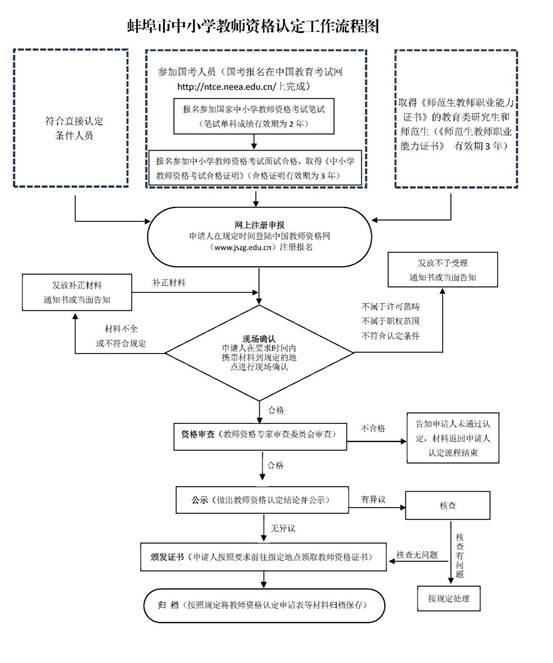 蚌埠市中小学教师资格认定工作流程图
符合直接认定
条件人员
参加国考人员（国考报名在中国教育考试网
http://ntce.neea.edu.cn/上完成）
报名参加国家中小学教师资格考试笔试
（笔试单科成绩有效期为2年）
报名参加中小学教师资格考试面试合格，取得《中小学
教师资格考试合格证明》（合格证明有效期为3年）
取得《师范生教师职业能力
证书》的教育类研究生和
师范生（《师范生教师职业
能力证书》 有效期3年）
网上注册申报
申请人在规定时间登陆中国教师资格网
（www.jszg.edu.cn）注册报名
发放补正材料
通知书或当面告知
补正材料
发放不予受理
通知书或当面告知
材料不全
或不符合规定
不属于许可范畴
不属于职权范围
不符合认定条件
现场确认
申请人在要求时间内
携带材料到规定的地
点进行现场确认
合格
资格审查（教师资格专家审查委员会审查）
不合格
告知申请人未通过认
定，材料返回申请人
认定流程结束
合格
公示（做出教师资格认定结论并公示）
有异议
核查
无异议
核查无问题
核查有问题
颁发证书（申请人按照要求前往指定地点领取教师资格证书）
按规定处理
归 档（按照规定将教师资格认定申请表等材料归档保存）